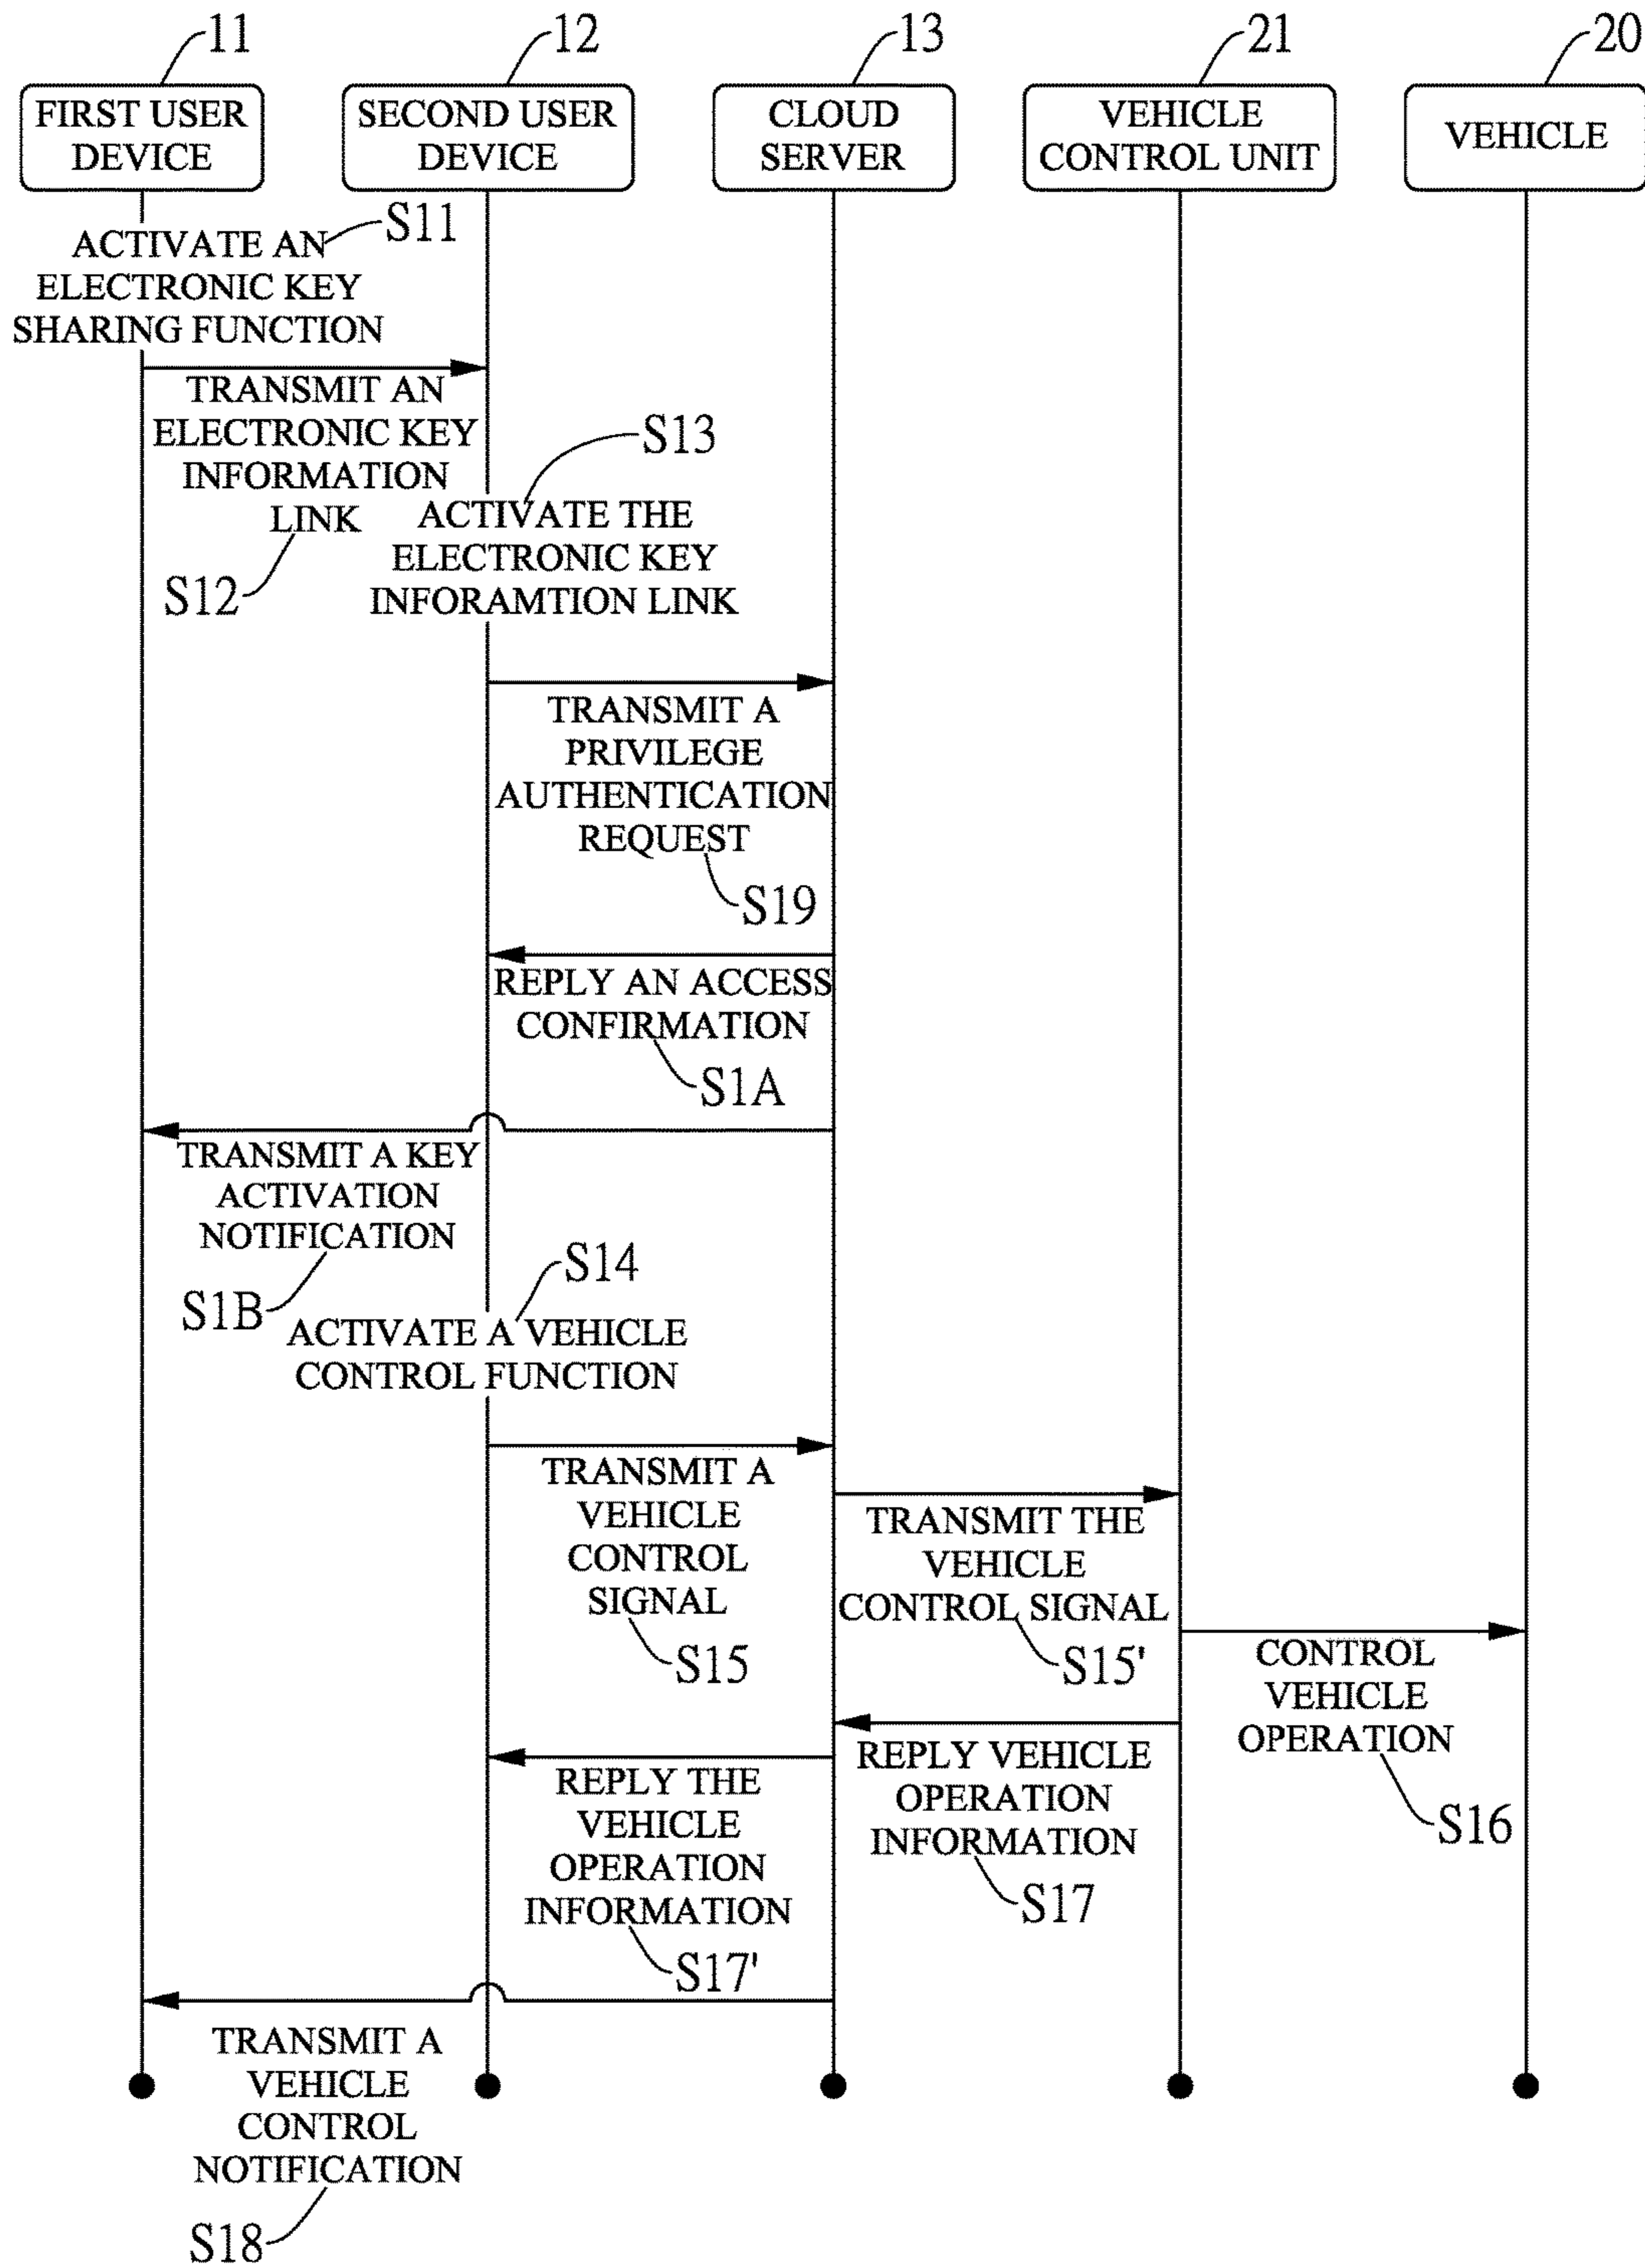 11
12
13
21
20
FIRST USER
DEVICE
SECOND USER
DEVICE
CLOUD
SERVER
VEHICLE
CONTROL UNIT
VEHICLE
S11
ACTIVATE AN
ELECTRONIC KEY
SHARING FUNCTION
TRANSMIT AN
ELECTRONIC KEY
INFORMATION
LINK
S12
S13
ACTIVATE THE
ELECTRONIC KEY
INFORAMTION LINK
TRANSMIT A
PRIVILEGE
AUTHENTICATION
REQUEST
S19
REPLY AN ACCESS
CONFIRMATION
S1A
TRANSMIT A KEY
ACTIVATION
NOTIFICATION
S1B
S14
ACTIVATE A VEHICLE
CONTROL FUNCTION
TRANSMIT A
VEHICLE
CONTROL
SIGNAL
S15
TRANSMIT THE
VEHICLE
CONTROL SIGNAL
S15'
CONTROL
VEHICLE
OPERATION
S16
REPLY VEHICLE
OPERATION
INFORMATION
S17
REPLY THE
VEHICLE
OPERATION
INFORMATION
S17'
TRANSMIT A
VEHICLE
CONTROL
NOTIFICATION
S18